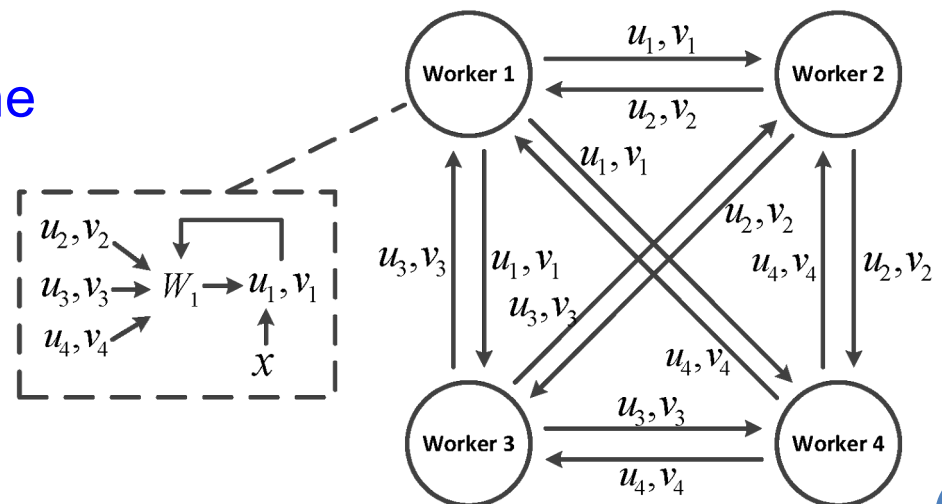 ne
Worker 1
u₁,v₁
Worker 2
u₂,v₂
u₁,v₁
u₂,v₂
u₂,v₂
u₃,v₃
W₁
u₁,v₁
u₄,v₄
x
u₃,v₃
u₁,v₁
u₃,v₃
u₄,v₄
u₂,v₂
u₄,v₄
Worker 3
u₃,v₃
Worker 4
u₄,v₄